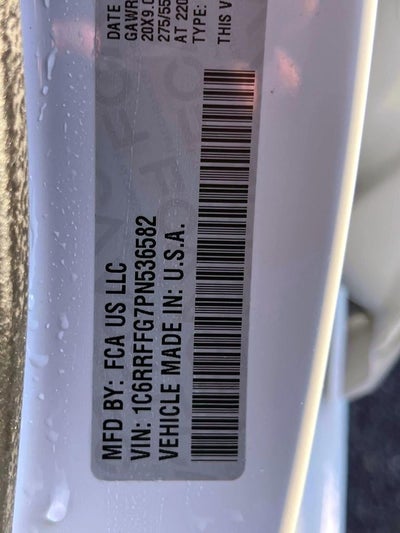 MFD BY: FCA US LLC
VIN: 1C6RRFFG7PN536582
VEHICLE MADE IN: U.S.A.
DATE
GAWR
20X9.0
275/55
AT 220
TYPE:
THIS V